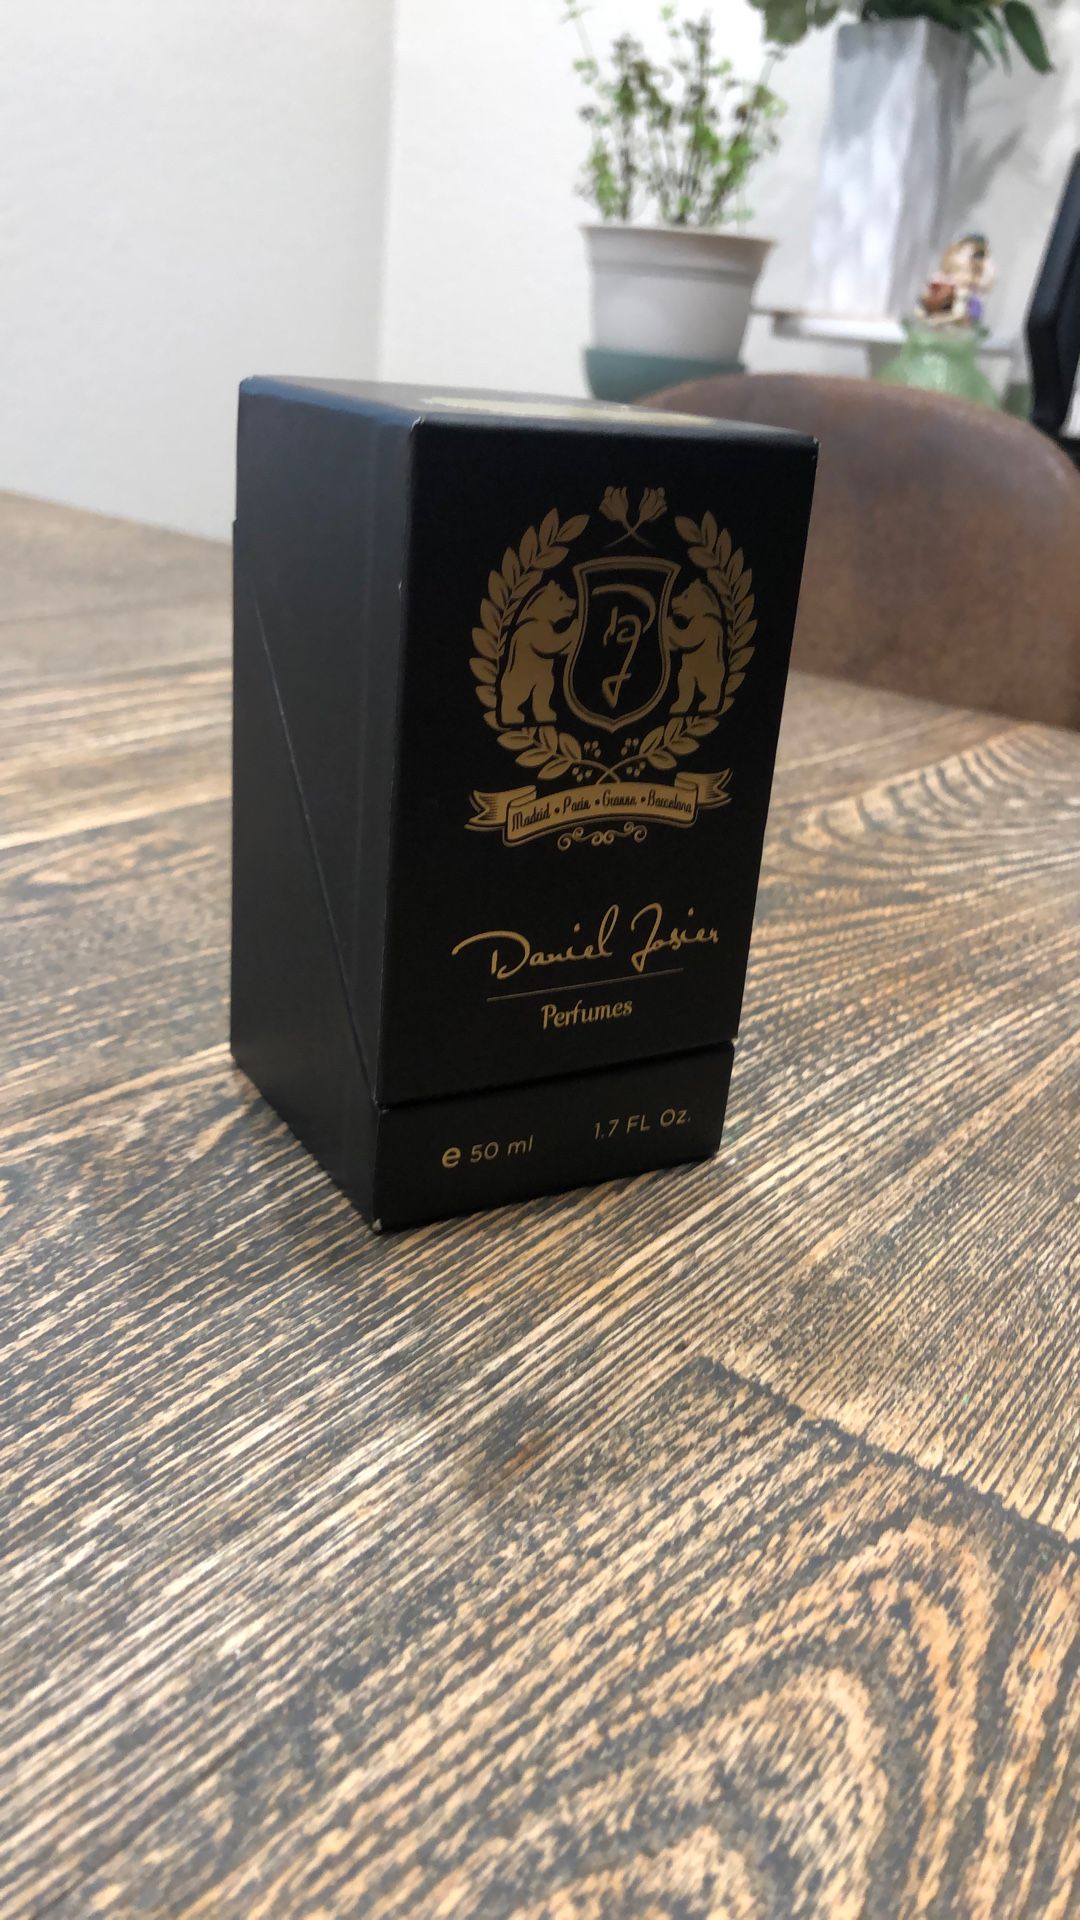 Madrid • Paris • Grasse • Barcelona
Daniel Josier
Perfumes
℮ 50 ml 1.7 FL Oz.